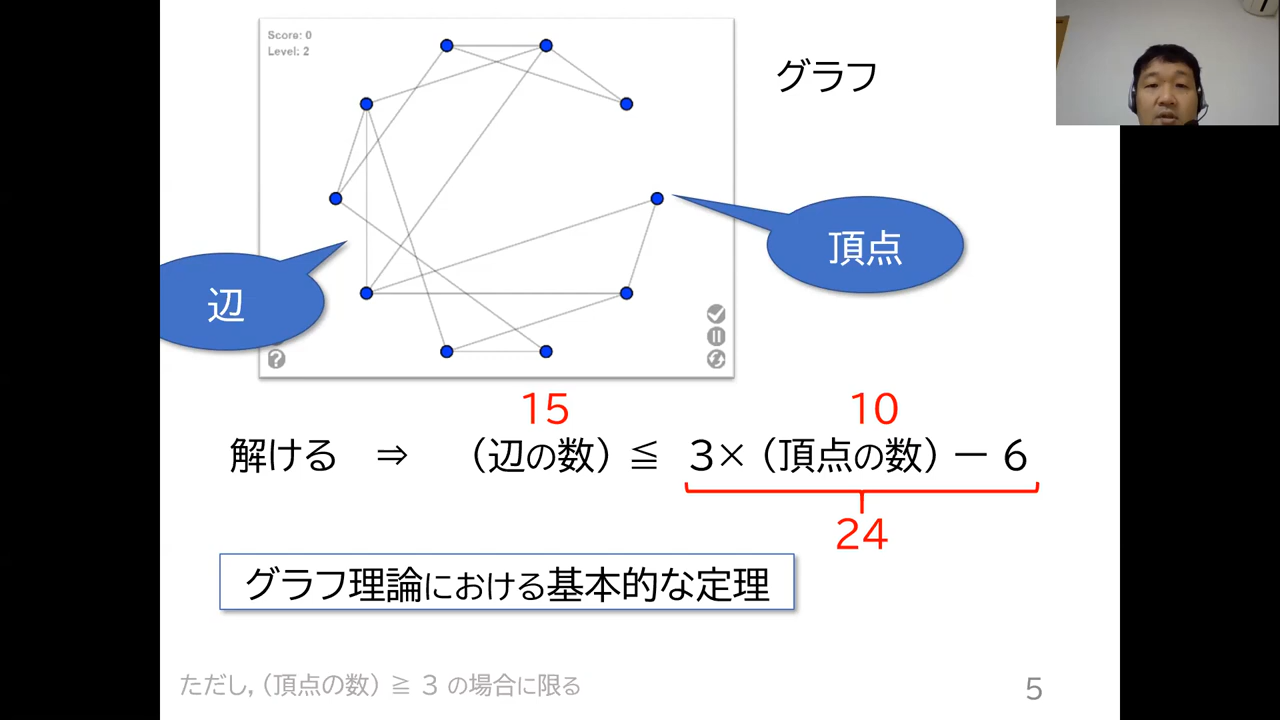 Score: 0
Level: 2
グラフ
頂点
辺
?
15
10
解ける ⇒ (辺の数) ≦ 3×(頂点の数) − 6
24
グラフ理論における基本的な定理
ただし, (頂点の数) ≧ 3 の場合に限る
5